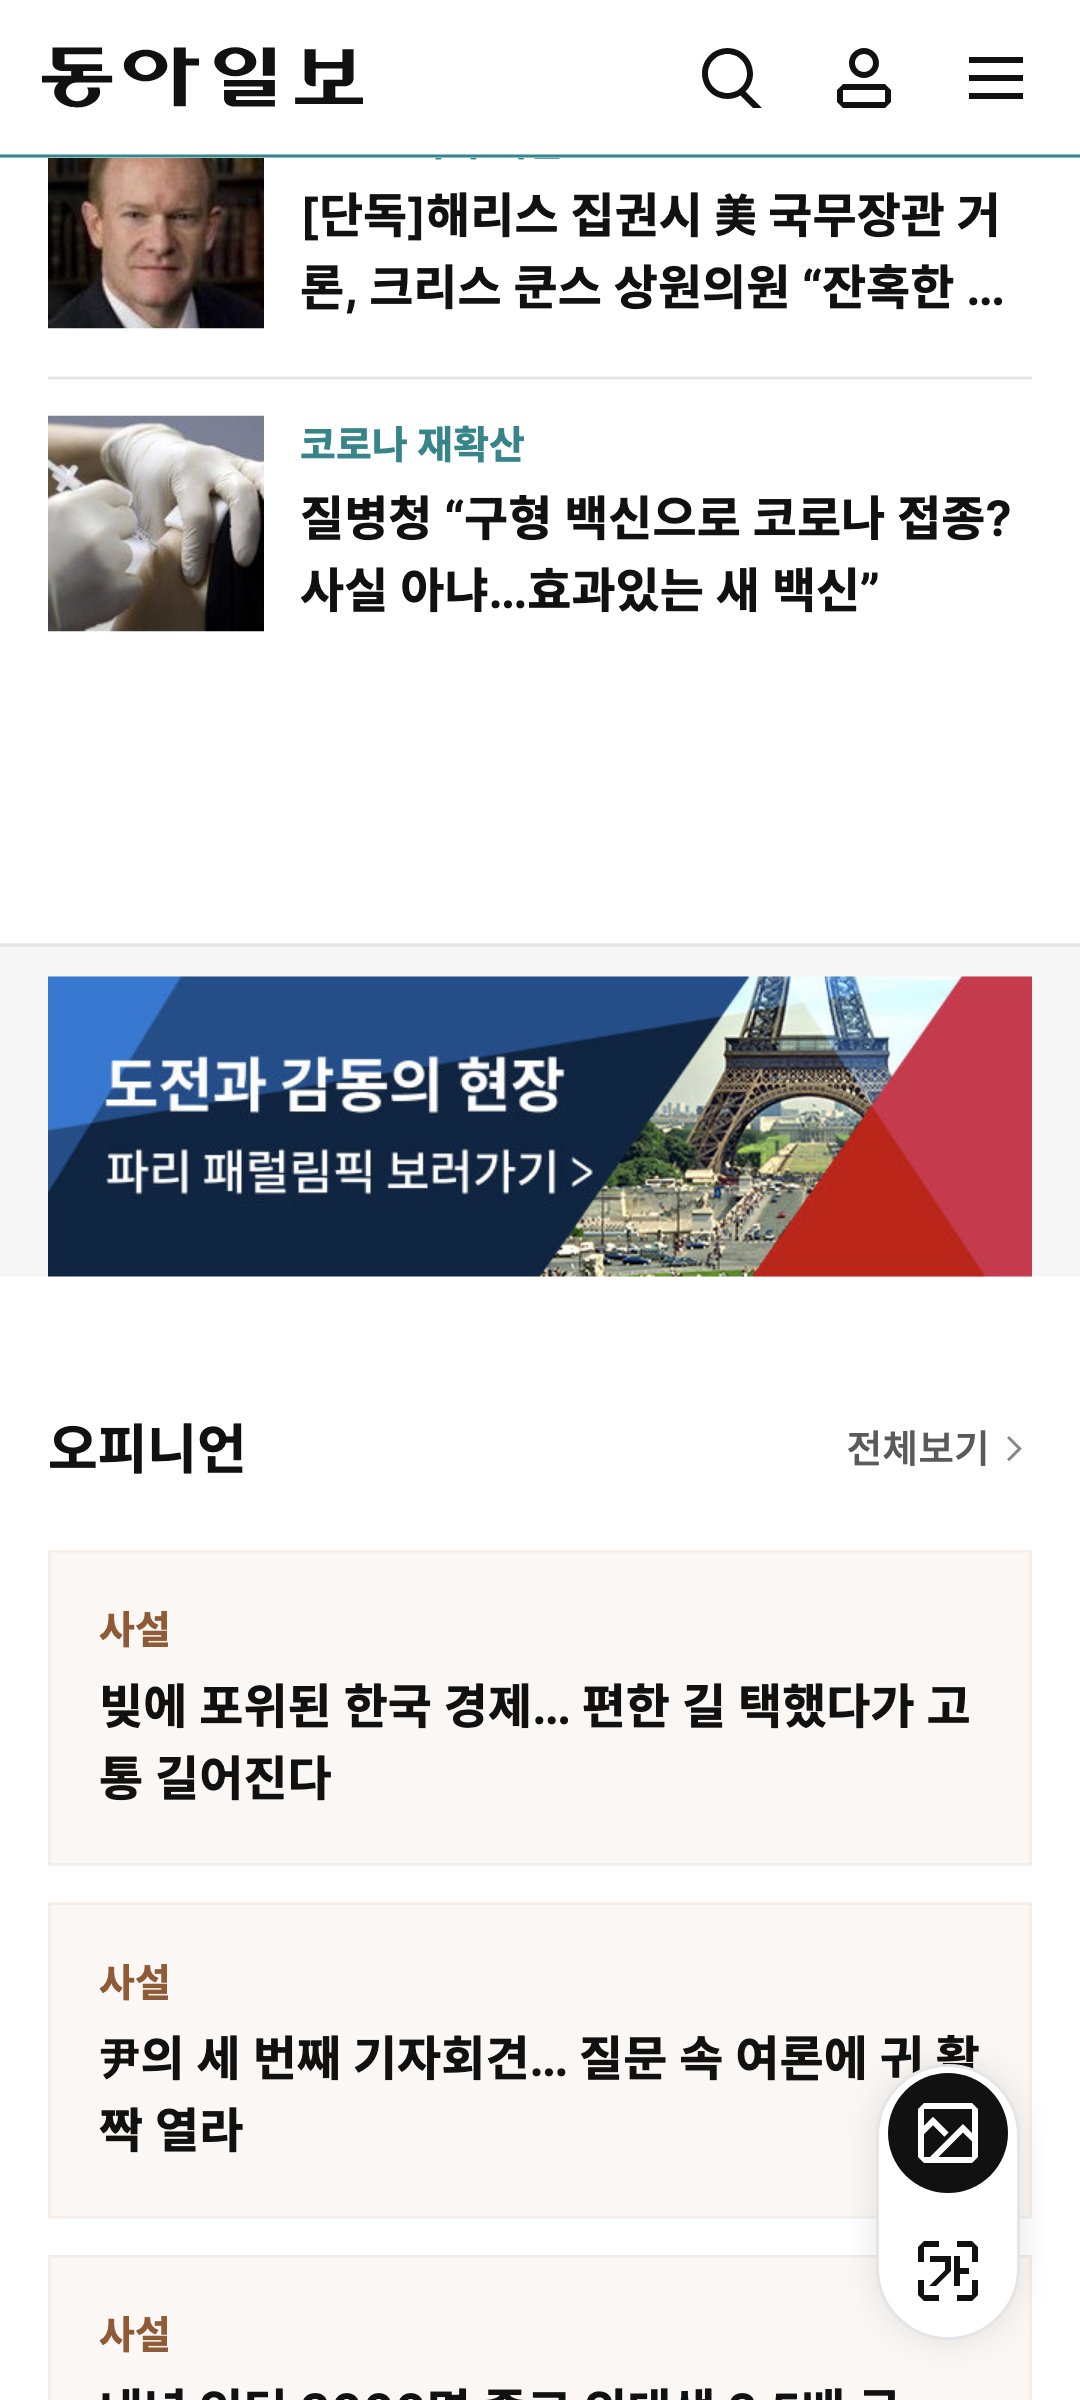 동아일보
[단독]해리스 집권시 美 국무장관 거
론, 크리스 쿤스 상원의원 “잔혹한 ...
코로나 재확산
질병청 “구형 백신으로 코로나 접종?
사실 아냐...효과있는 새 백신”
도전과 감동의 현장
파리 패럴림픽 보러가기 >
오피니언
전체보기 >
사설
빚에 포위된 한국 경제... 편한 길 택했다가 고
통 길어진다
사설
尹의 세 번째 기자회견... 질문 속 여론에 귀 활
짝 열라
가
사설